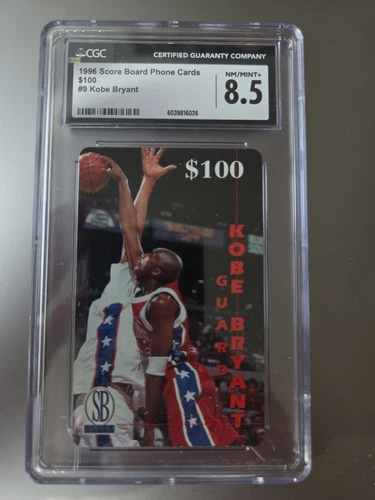 CGC
CERTIFIED GUARANTY COMPANY
1996 Score Board Phone Cards
$100
#9 Kobe Bryant
NM/MINT+
8.5
6039816026
$100
KOBE BRYANT
GUARD
SB